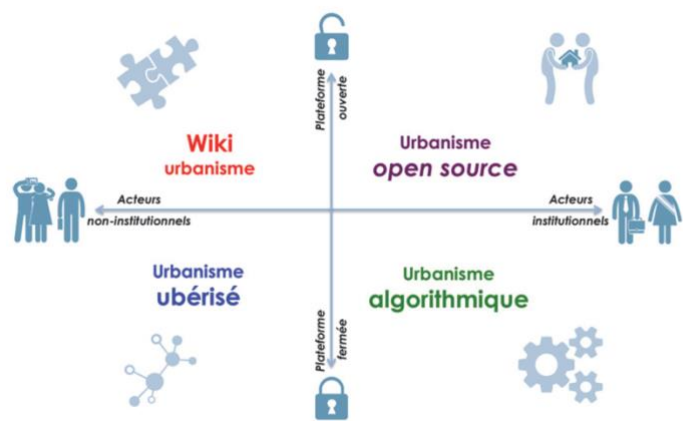 Plateforme
ouverte
Wiki
urbanisme
Urbanisme
open source
Acteurs
non-institutionnels
Acteurs
institutionnels
Urbanisme
ubérisé
Urbanisme
algorithmique
Plateforme
fermée